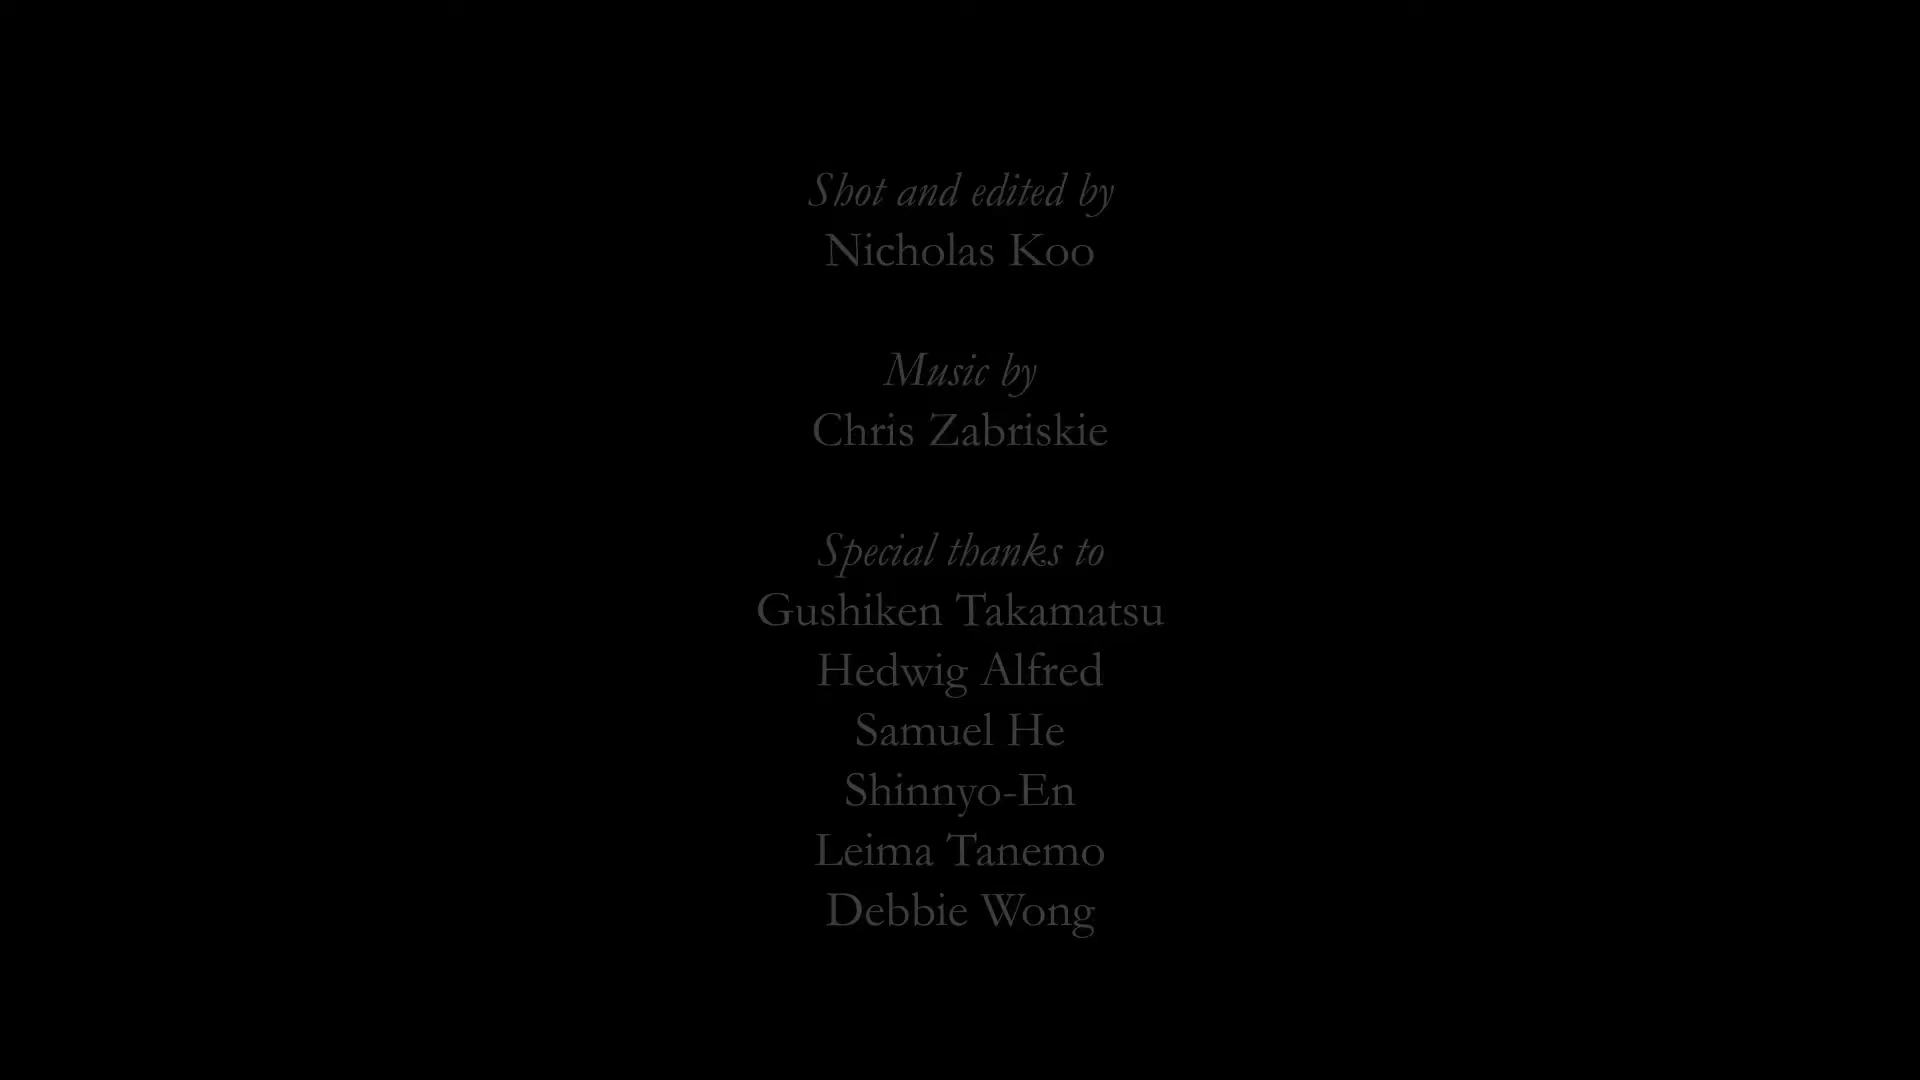 Shot and edited by
Nicholas Koo
Music by
Chris Zabriskie
Special thanks to
Gushiken Takamatsu
Hedwig Alfred
Samuel He
Shinnyo-En
Leima Tanemo
Debbie Wong